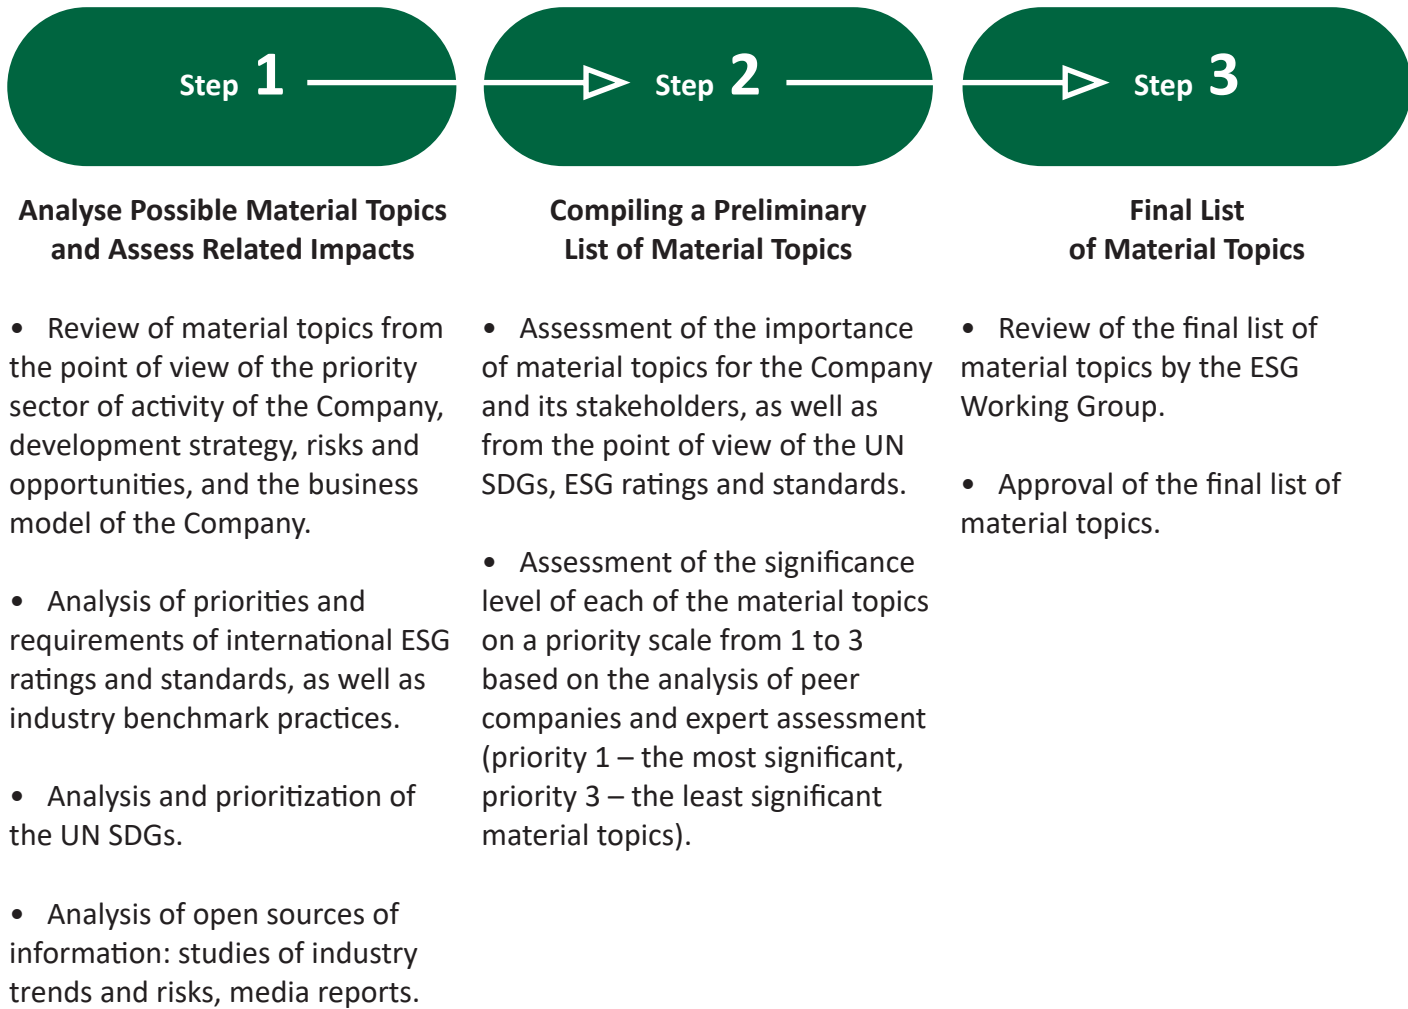 Step 1
Step 2
Step 3
Analyse Possible Material Topics
and Assess Related Impacts
• Review of material topics from
the point of view of the priority
sector of activity of the Company,
development strategy, risks and
opportunities, and the business
model of the Company.
• Analysis of priorities and
requirements of international ESG
ratings and standards, as well as
industry benchmark practices.
• Analysis and prioritization of
the UN SDGs.
• Analysis of open sources of
information: studies of industry
trends and risks, media reports.
Compiling a Preliminary
List of Material Topics
• Assessment of the importance
of material topics for the Company
and its stakeholders, as well as
from the point of view of the UN
SDGs, ESG ratings and standards.
• Assessment of the significance
level of each of the material topics
on a priority scale from 1 to 3
based on the analysis of peer
companies and expert assessment
(priority 1 – the most significant,
priority 3 – the least significant
material topics).
Final List
of Material Topics
• Review of the final list of
material topics by the ESG
Working Group.
• Approval of the final list of
material topics.